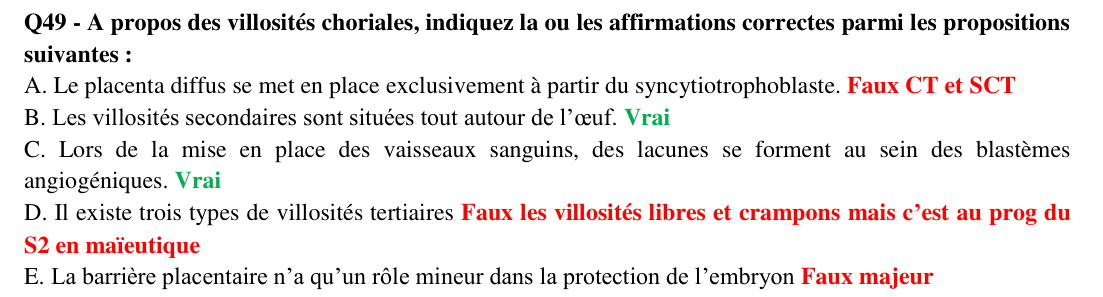 Q49 - A propos des villosités choriales, indiquez la ou les affirmations correctes parmi les propositions
suivantes :
A. Le placenta diffus se met en place exclusivement à partir du syncytiotrophoblaste. Faux CT et SCT
B. Les villosités secondaires sont situées tout autour de l'œuf. Vrai
C. Lors de la mise en place des vaisseaux sanguins, des lacunes se forment au sein des blastèmes
angiogéniques. Vrai
D. Il existe trois types de villosités tertiaires Faux les villosités libres et crampons mais c'est au prog du
S2 en maïeutique
E. La barrière placentaire n'a qu'un rôle mineur dans la protection de l'embryon Faux majeur